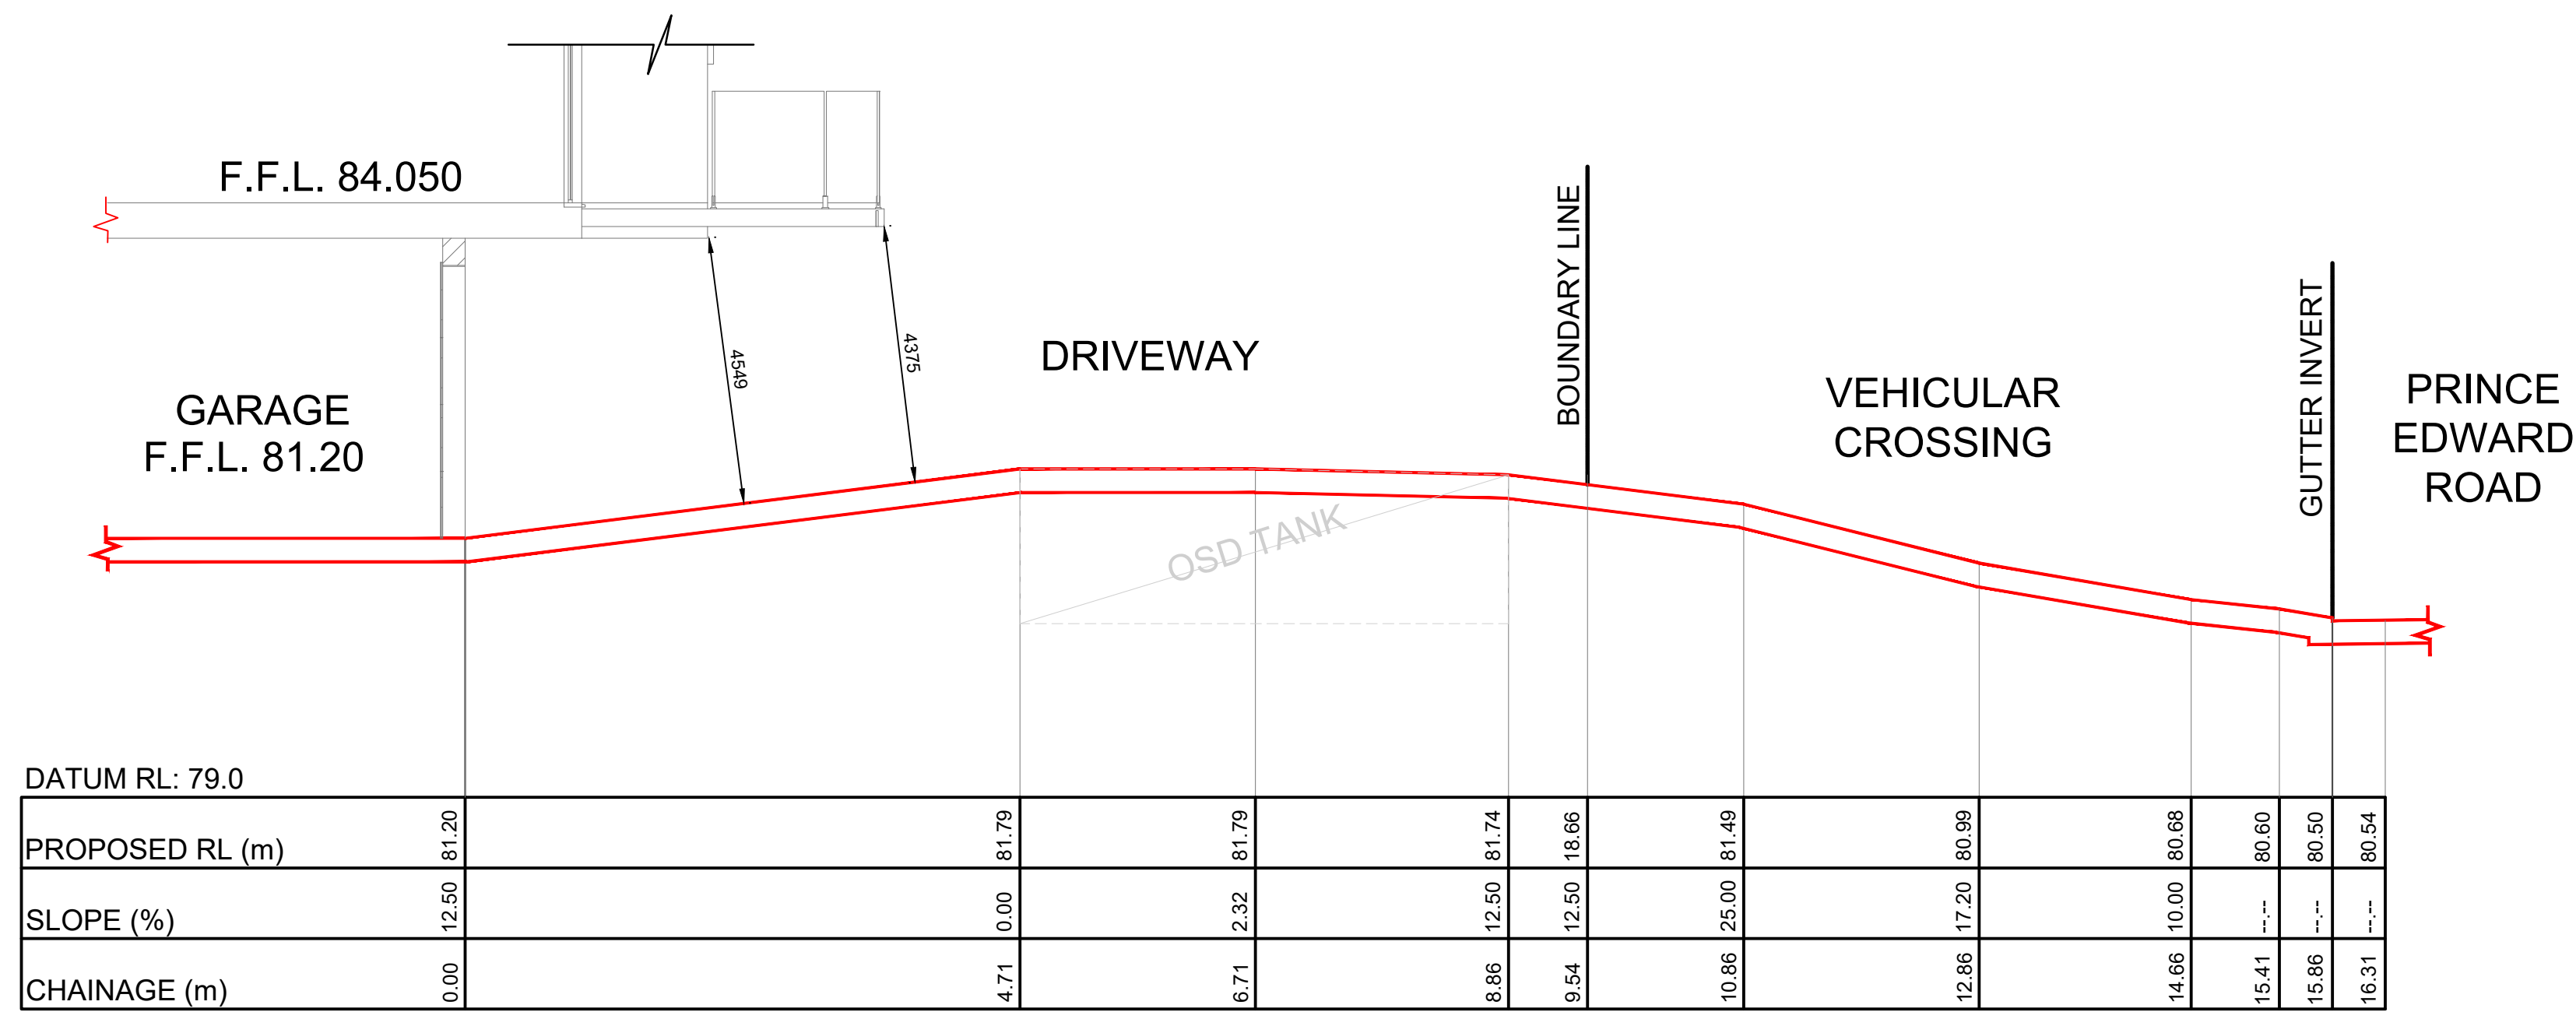 F.F.L. 84.050
GARAGE
F.F.L. 81.20
4549
4375
DRIVEWAY
OSD TANK
BOUNDARY LINE
VEHICULAR
CROSSING
GUTTER INVERT
PRINCE
EDWARD
ROAD
DATUM RL: 79.0
PROPOSED RL (m) 81.20 81.79 81.79 81.74 18.66 81.49 80.99 80.68 80.60 80.50 80.54
SLOPE (%) 12.50 0.00 2.32 12.50 12.50 25.00 17.20 10.00 --.-- --.-- --.--
CHAINAGE (m) 0.00 4.71 6.71 8.86 9.54 10.86 12.86 14.66 15.41 15.86 16.31